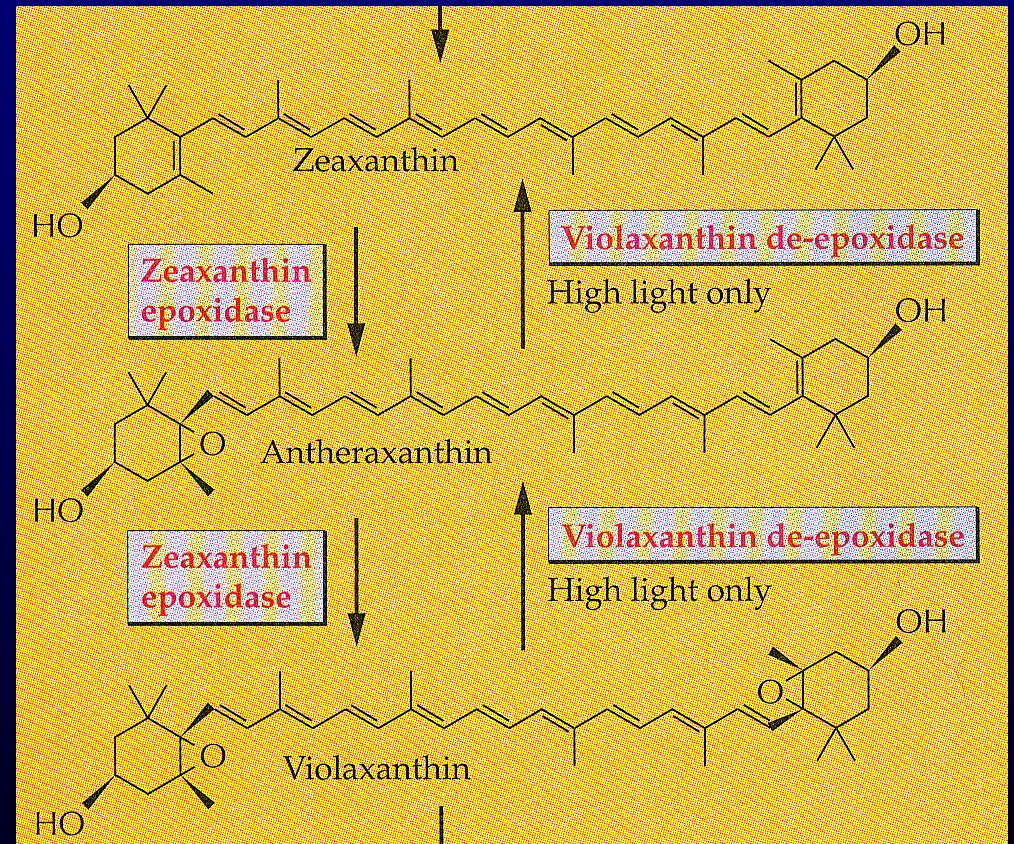 OH
Zeaxanthin
HO
Violaxanthin de-epoxidase
Zeaxanthin
epoxidase
High light only
OH
O
Antheraxanthin
HO
Violaxanthin de-epoxidase
Zeaxanthin
epoxidase
High light only
OH
O
O
Violaxanthin
HO